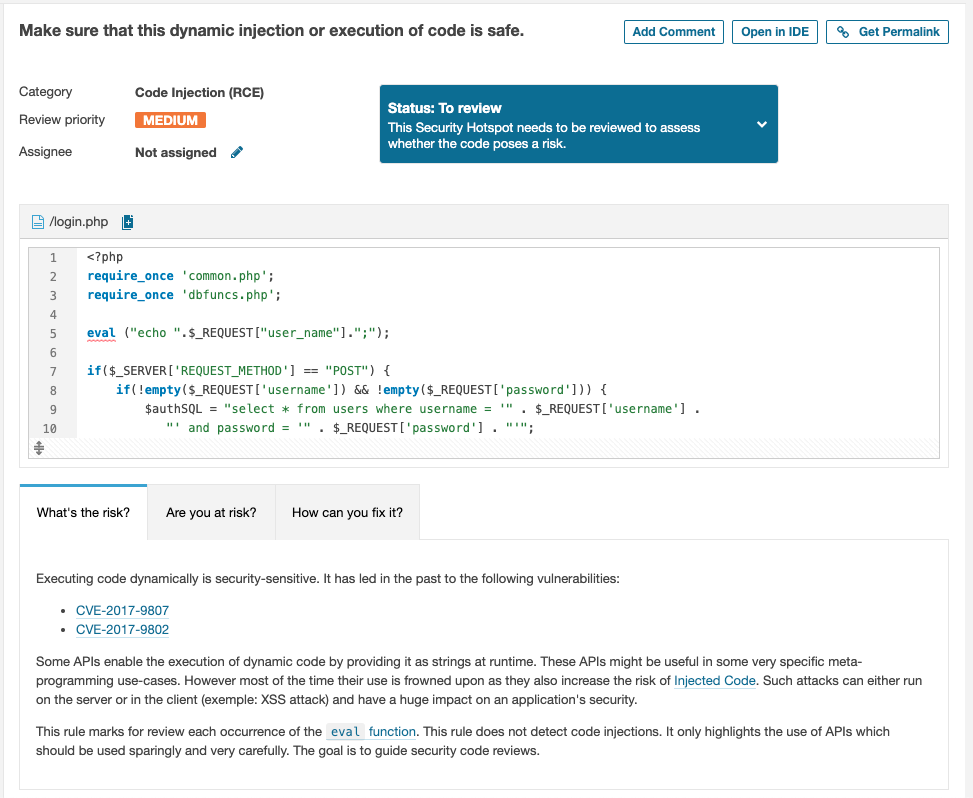 Make sure that this dynamic injection or execution of code is safe.
Add Comment
Open in IDE
Get Permalink
Category
Code Injection (RCE)
Review priority
MEDIUM
Assignee
Not assigned
Status: To review
This Security Hotspot needs to be reviewed to assess
whether the code poses a risk.
/login.php
1 <?php
2 require_once 'common.php';
3 require_once 'dbfuncs.php';
4
5 eval ("echo ".$_REQUEST["user_name"].";");
6
7 if($_SERVER['REQUEST_METHOD'] == "POST") {
8 if(!empty($_REQUEST['username']) && !empty($_REQUEST['password'])) {
9 $authSQL = "select * from users where username = '" . $_REQUEST['username'] .
10 "' and password = '" . $_REQUEST['password'] . "'";
What's the risk?
Are you at risk?
How can you fix it?
Executing code dynamically is security-sensitive. It has led in the past to the following vulnerabilities:
• CVE-2017-9807
• CVE-2017-9802
Some APIs enable the execution of dynamic code by providing it as strings at runtime. These APIs might be useful in some very specific meta-
programming use-cases. However most of the time their use is frowned upon as they also increase the risk of Injected Code. Such attacks can either run
on the server or in the client (exemple: XSS attack) and have a huge impact on an application's security.
This rule marks for review each occurrence of the eval function. This rule does not detect code injections. It only highlights the use of APIs which
should be used sparingly and very carefully. The goal is to guide security code reviews.